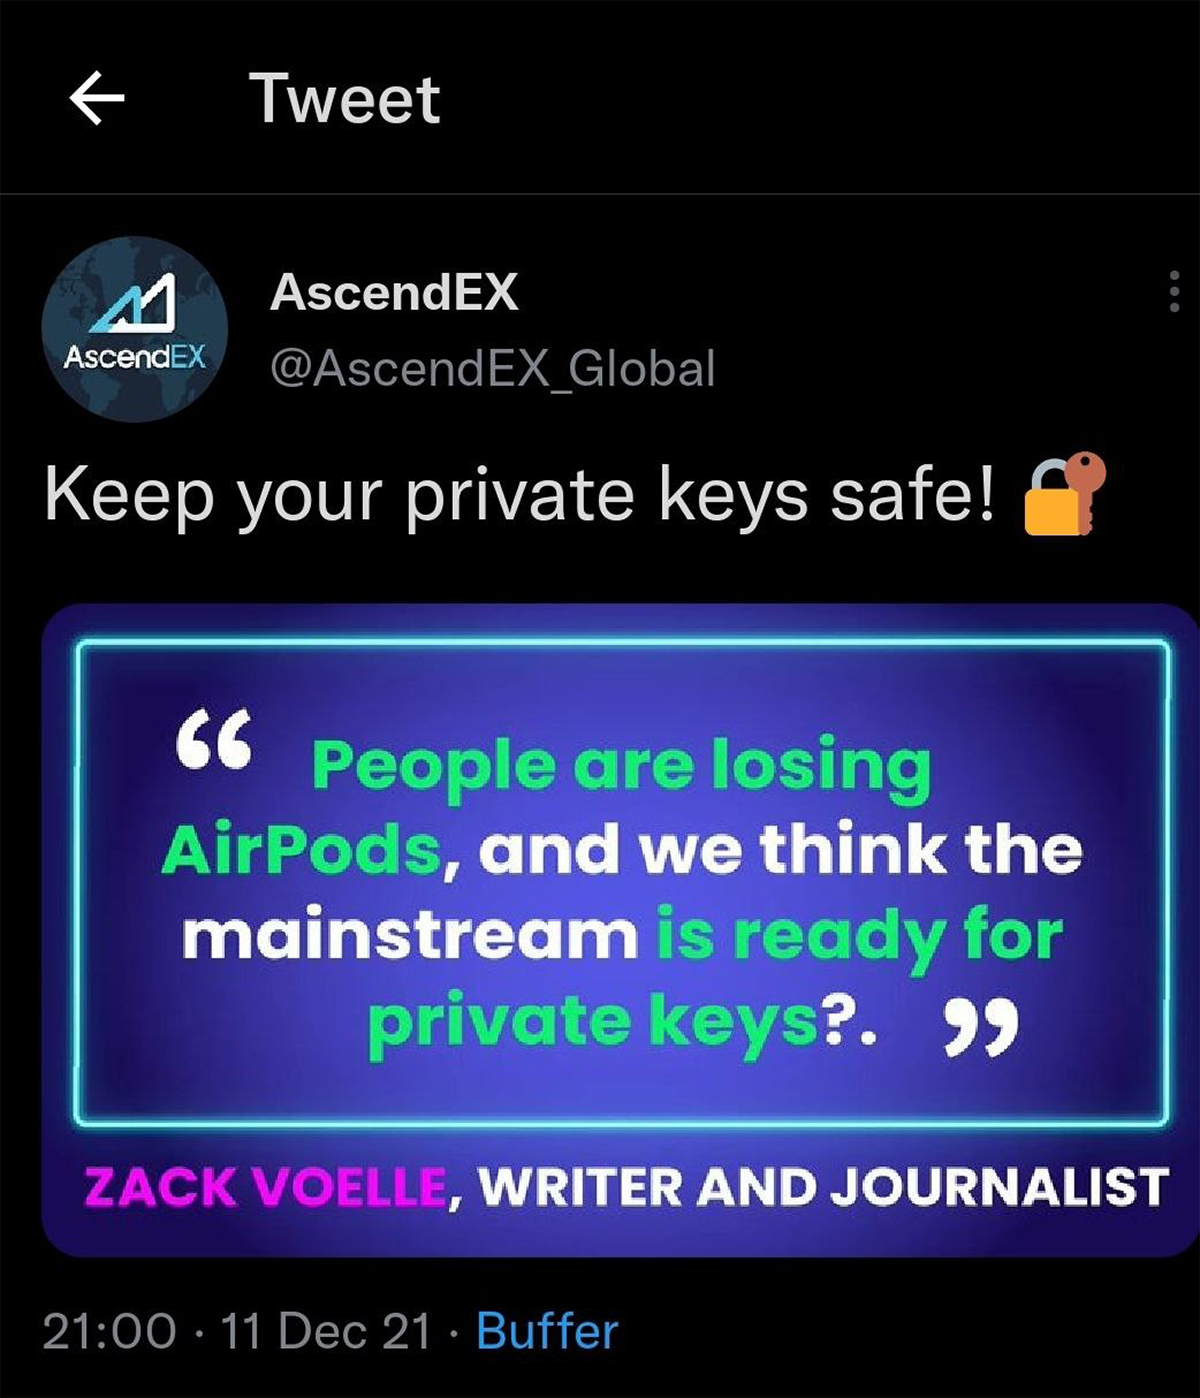 Tweet
AscendEX
AscendEX
@AscendEX_Global
Keep your private keys safe! 🔐
“ People are losing
AirPods, and we think the
mainstream is ready for
private keys?. ”
ZACK VOELLE, WRITER AND JOURNALIST
21:00 · 11 Dec 21 · Buffer